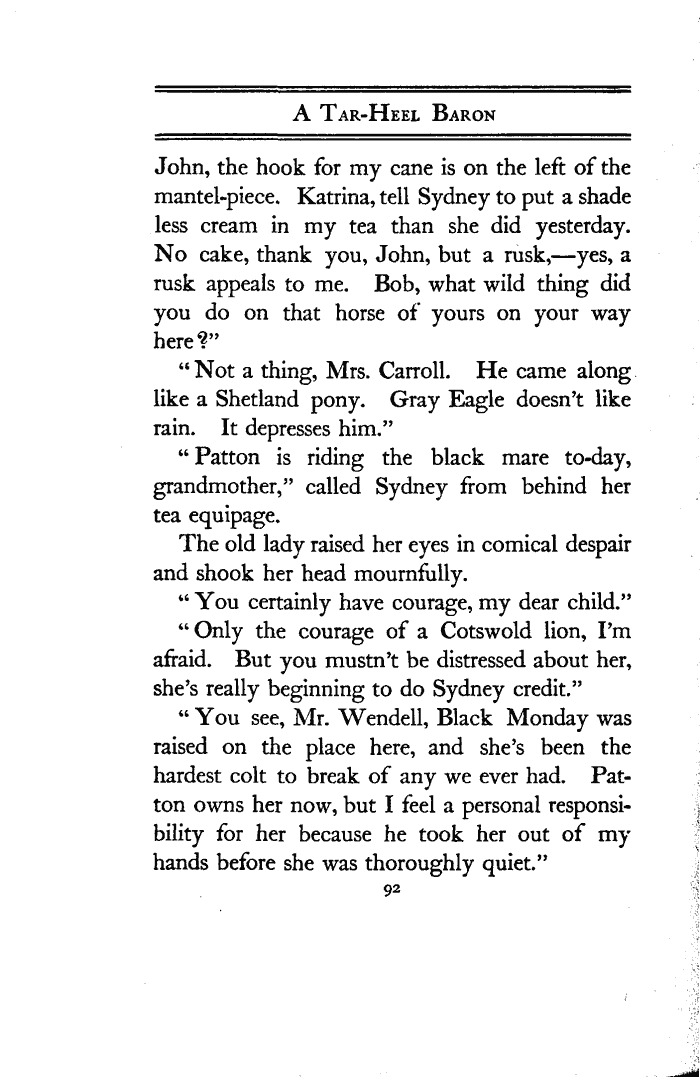 A Tar-Heel Baron
John, the hook for my cane is on the left of the
mantel-piece. Katrina, tell Sydney to put a shade
less cream in my tea than she did yesterday.
No cake, thank you, John, but a rusk,—yes, a
rusk appeals to me. Bob, what wild thing did
you do on that horse of yours on your way
here?”
“Not a thing, Mrs. Carroll. He came along
like a Shetland pony. Gray Eagle doesn’t like
rain. It depresses him.”
“Patton is riding the black mare to-day,
grandmother,” called Sydney from behind her
tea equipage.
The old lady raised her eyes in comical despair
and shook her head mournfully.
“You certainly have courage, my dear child.”
“Only the courage of a Cotswold lion, I’m
afraid. But you mustn’t be distressed about her,
she’s really beginning to do Sydney credit.”
“You see, Mr. Wendell, Black Monday was
raised on the place here, and she’s been the
hardest colt to break of any we ever had. Pat-
ton owns her now, but I feel a personal responsi-
bility for her because he took her out of my
hands before she was thoroughly quiet.”
92